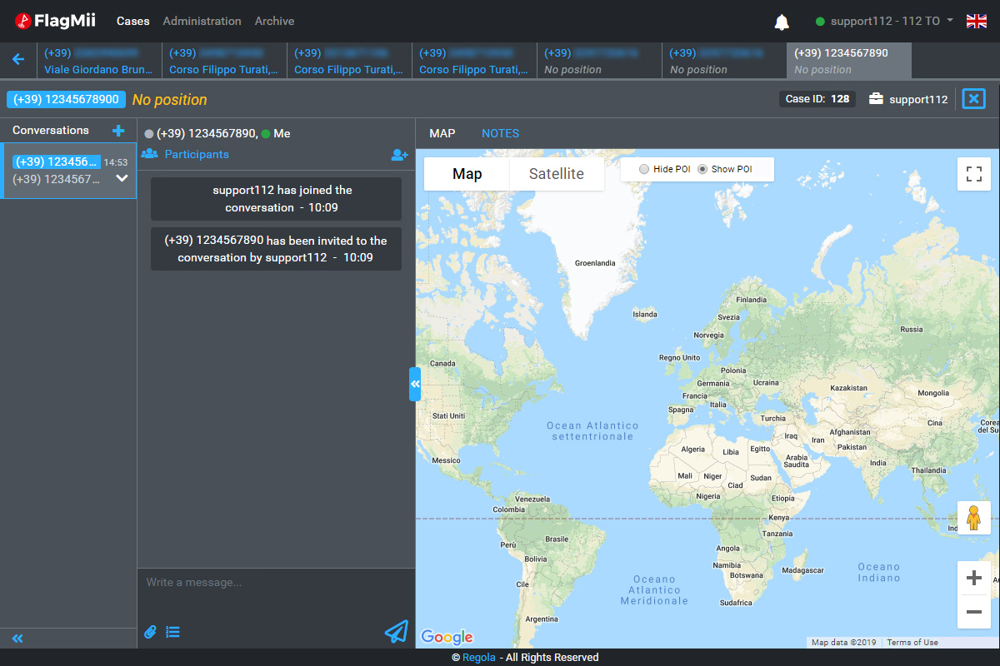 FlagMii Cases Administration Archive support112 - 112 TO
(+39) (+39) (+39) (+39) (+39) (+39) (+39) 1234567890
Viale Giordano Brun... Corso Filippo Turati,... Corso Filippo Turati,... Corso Filippo Turati,... No position No position No position
(+39) 12345678900 No position Case ID: 128 support112
Conversations
(+39) 123456... 14:53
(+39) 1234567...
(+39) 1234567890, Me
Participants
support112 has joined the
conversation - 10:09
(+39) 1234567890 has been invited to the
conversation by support112 - 10:09
Write a message...
MAP NOTES
Map Satellite Hide POI Show POI
Groenlandia
Islanda
Finlandia
Svezia
Norvegia
Russia
Regno Unito
Canada
Polonia
Germania
Ucraina
Kazakistan
Mongolia
Francia
Italia
Spagna
Stati Uniti
Turchia
Cina
Corea
del Su
Ocean Atlantico
settentrionale
Iraq
Iran
Afghanistan
Pakistan
Algeria
Libia
Egitto
Arabia
Saudita
India
Thailandia
Messico
Mali
Niger
Ciad
Sudan
Nigeria
Etiopia
Venezuela
Colombia
Kenya
Ind
Tanzania
Brasile
Perù
Angola
Bolivia
Namibia
Botswana
Madagascar
Oceano
Indiano
Oceano
Atlantico
Meridionale
Cile
Sudafrica
Argentina
Google
Map data ©2019 Terms of Use
© Regola - All Rights Reserved